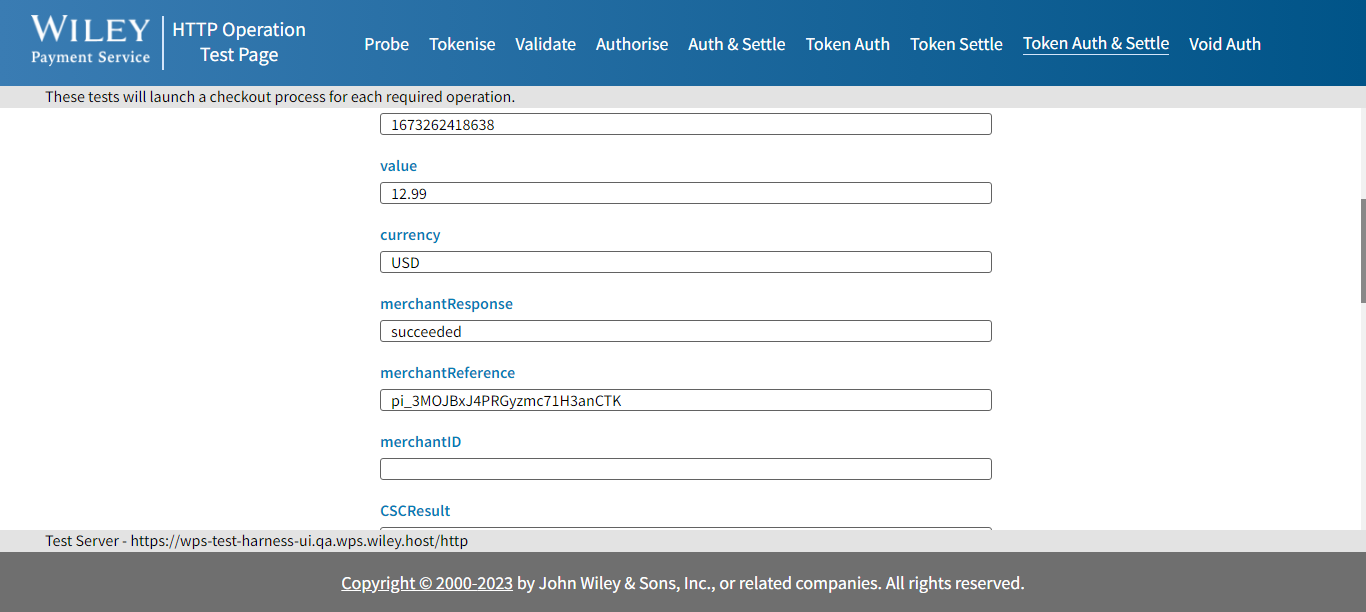 WILEY
Payment Service
HTTP Operation
Test Page
Probe Tokenise Validate Authorise Auth & Settle Token Auth Token Settle Token Auth & Settle Void Auth
These tests will launch a checkout process for each required operation.
1673262418638
value
12.99
currency
USD
merchantResponse
succeeded
merchantReference
pi_3MOJBxJ4PRGyzmc71H3anCTK
merchantID
CSCResult
Test Server - https://wps-test-harness-ui.qa.wps.wiley.host/http
Copyright © 2000-2023 by John Wiley & Sons, Inc., or related companies. All rights reserved.